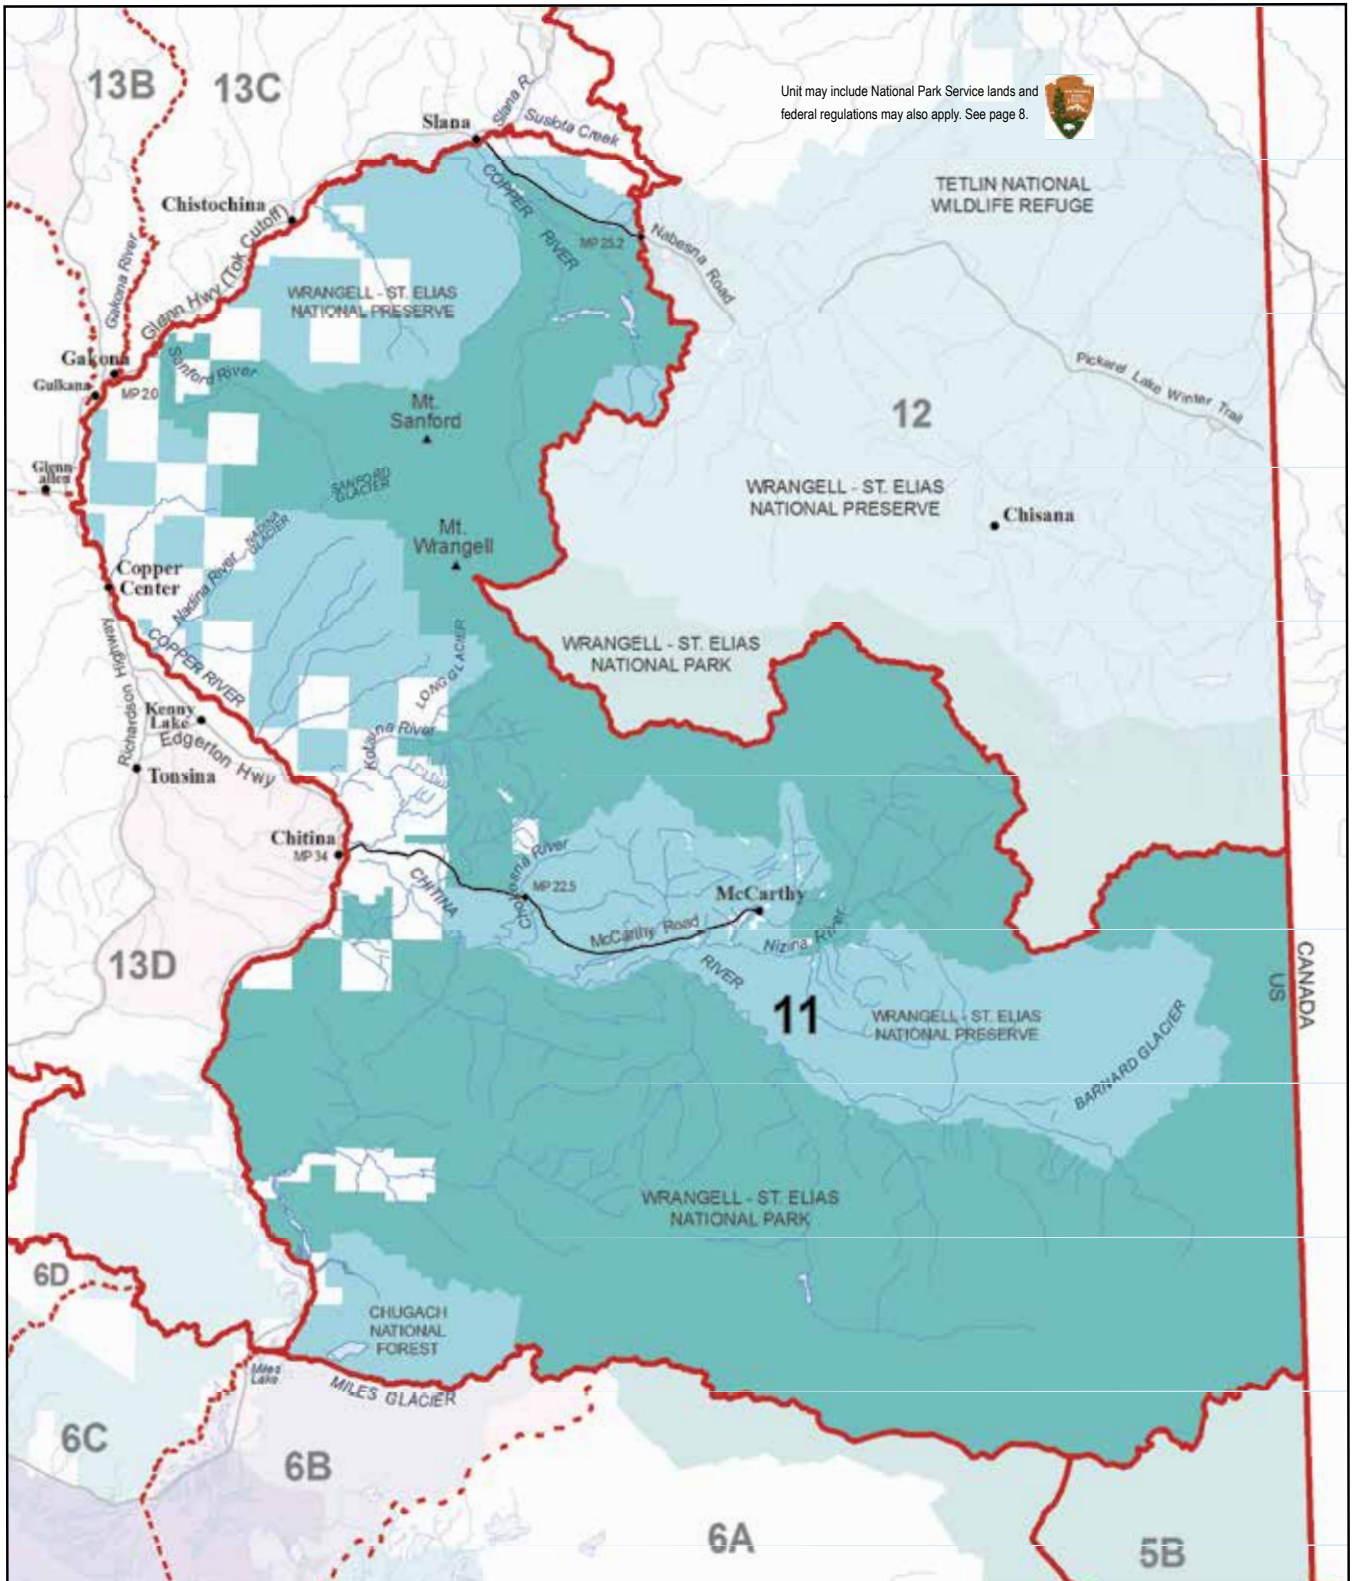 13B
13C
Unit may include National Park Service lands and
federal regulations may also apply. See page 8.
Slana
Slana R.
Suslota Creek
TETLIN NATIONAL
WILDLIFE REFUGE
COPPER
RIVER
Chistochina
MP 25.2
Nabesna Road
Gakona River
Glenn Hwy (Tok Cutoff)
WRANGELL - ST. ELIAS
NATIONAL PRESERVE
Gakona
Sanford River
Gulkana
MP 2.0
Pickerel Lake Winter Trail
Mt.
Sanford
12
Glenn-
allen
SANFORD
GLACIER
WRANGELL - ST. ELIAS
NATIONAL PRESERVE
Chisana
NADINA
GLACIER
Mt.
Wrangell
Copper
Center
Nadina River
COPPER RIVER
Richardson Highway
LONG GLACIER
WRANGELL - ST. ELIAS
NATIONAL PARK
Kenny
Lake
Edgerton Hwy
Kotsina River
Tonsina
Chitina
MP 34
CHITINA
MP 22.5
McCarthy
McCarthy Road
Nizina River
RIVER
13D
11
WRANGELL - ST. ELIAS
NATIONAL PRESERVE
BARNARD GLACIER
CANADA
US
WRANGELL - ST. ELIAS
NATIONAL PARK
6D
CHUGACH
NATIONAL
FOREST
Miles
Lake
MILES GLACIER
6C
6B
6A
5B